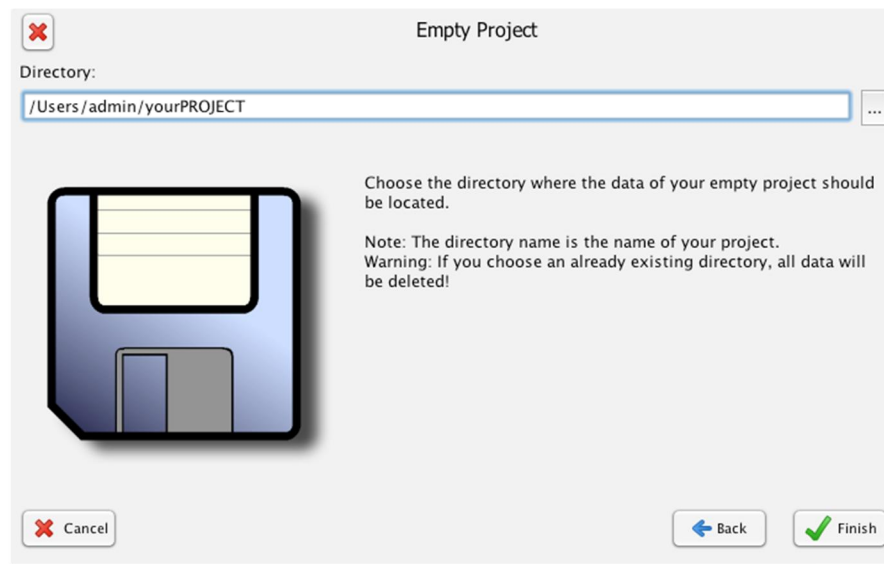 Empty Project
Directory:
/Users/admin/yourPROJECT
...
Choose the directory where the data of your empty project should
be located.
Note: The directory name is the name of your project.
Warning: If you choose an already existing directory, all data will
be deleted!
Cancel
Back
Finish